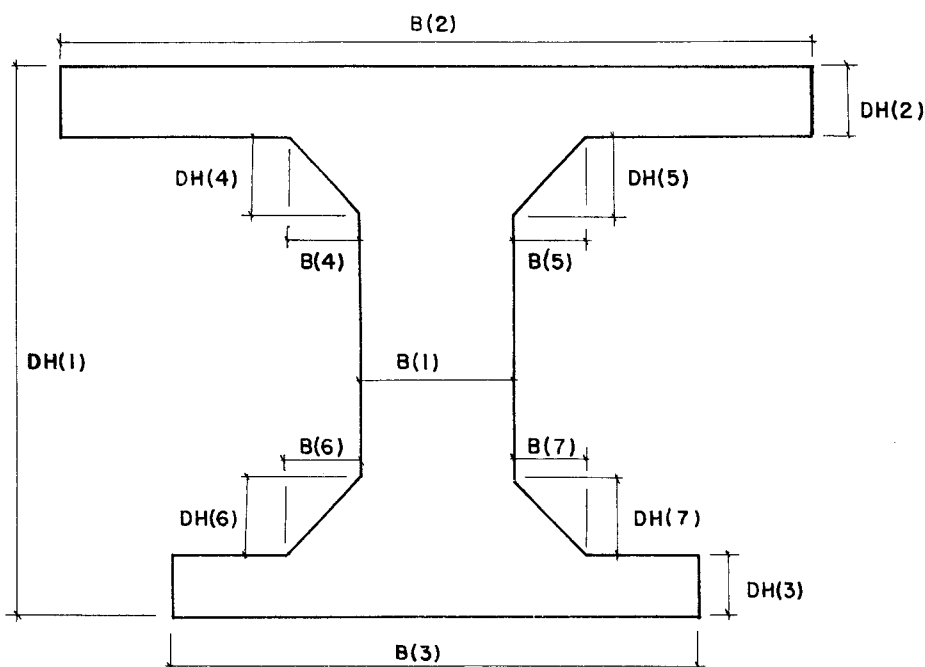 B(2)
DH(2)
DH(4)
DH(5)
B(4)
B(5)
DH(1)
B(1)
B(6)
B(7)
DH(6)
DH(7)
DH(3)
B(3)